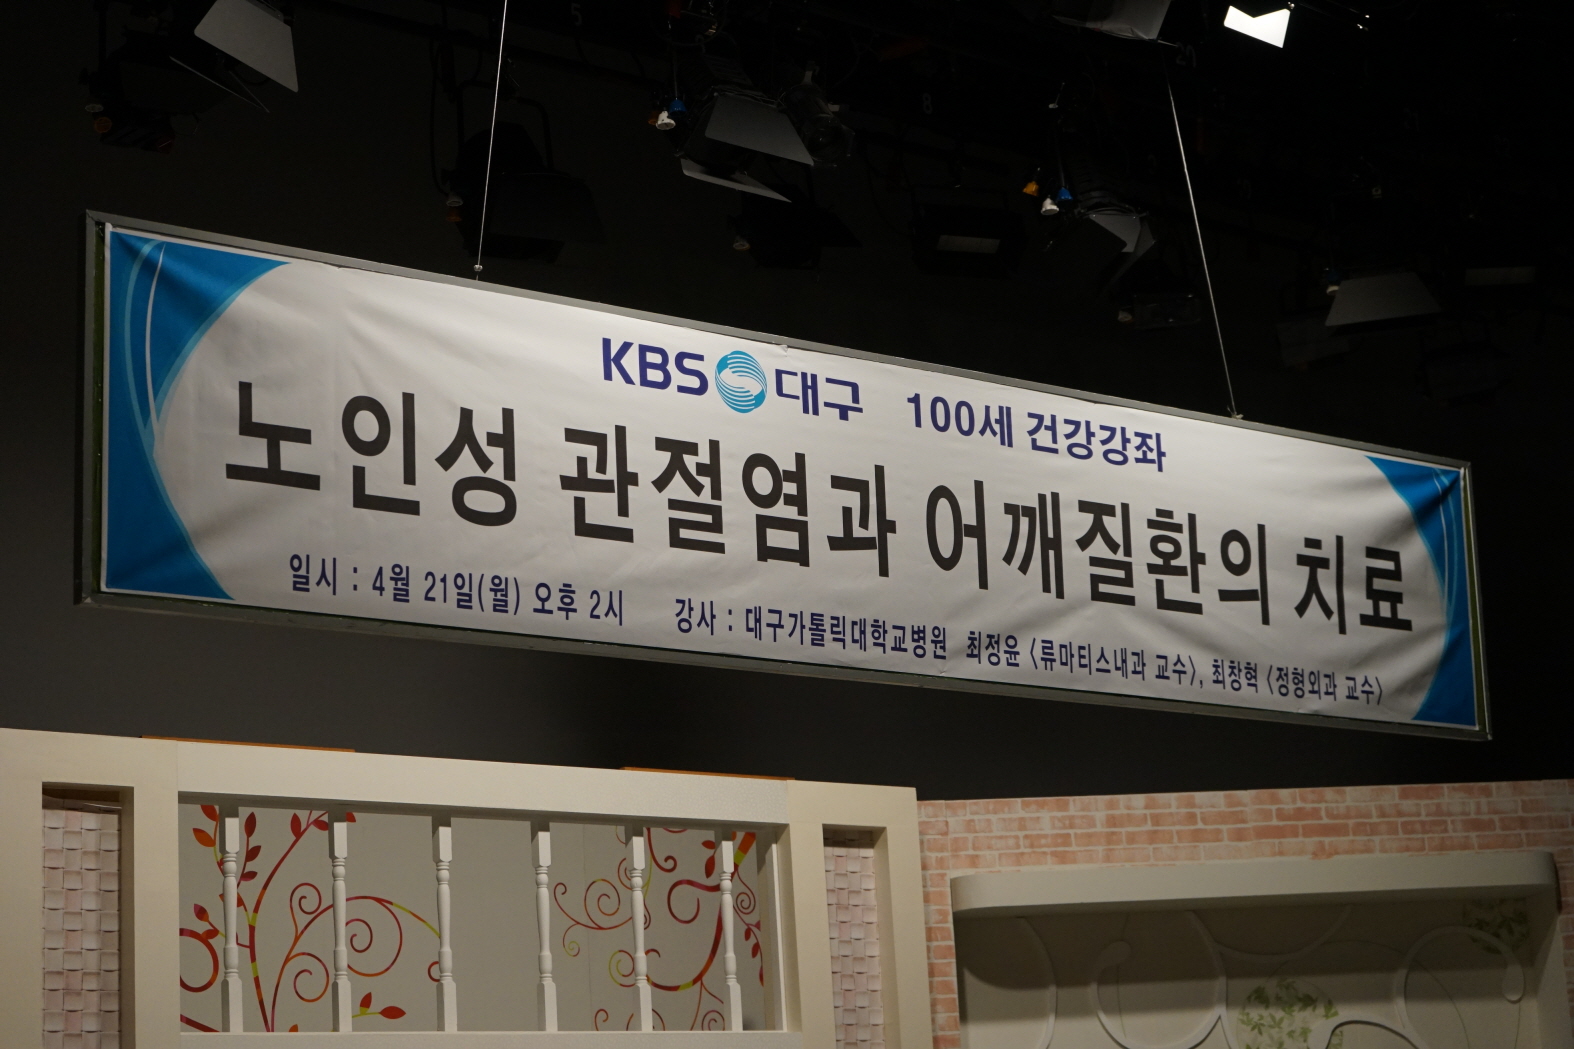 KBS 대구 100세 건강강좌
노인성 관절염과 어깨질환의 치료
일시 : 4월 21일(월) 오후 2시 강사 : 대구가톨릭대학교병원 최정윤 〈류마티스내과 교수〉, 최창혁 〈정형외과 교수〉